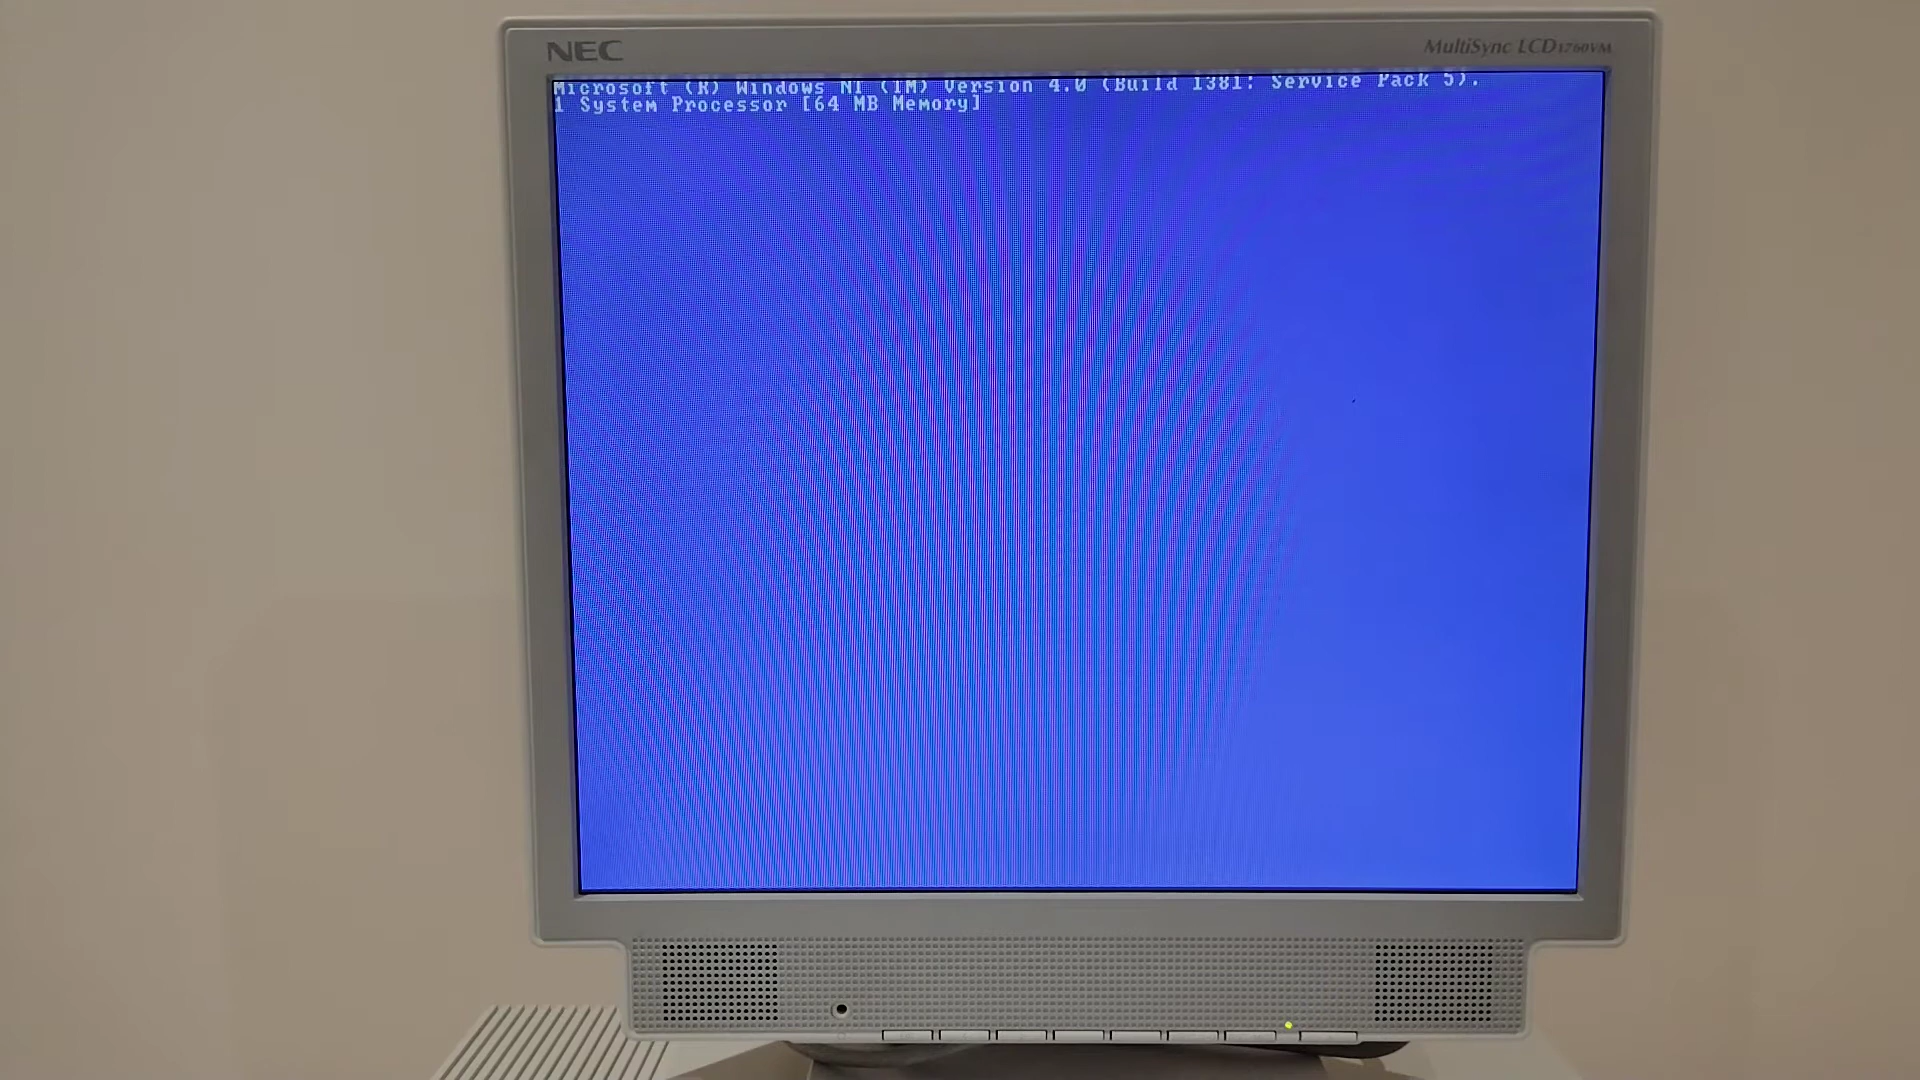 NEC
MultiSync LCD1760VM
Microsoft (R) Windows NT (TM) Version 4.0 (Build 1381: Service Pack 5).
1 System Processor [64 MB Memory]